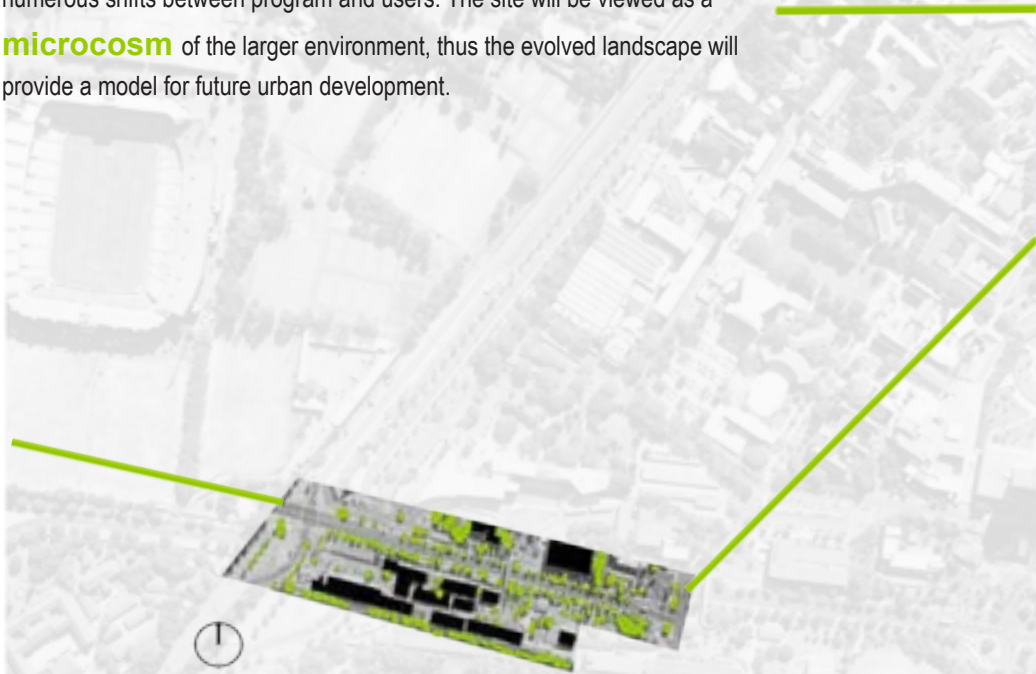 numerous shifts between program and users. The site will be viewed as a
microcosm of the larger environment, thus the evolved landscape will
provide a model for future urban development.